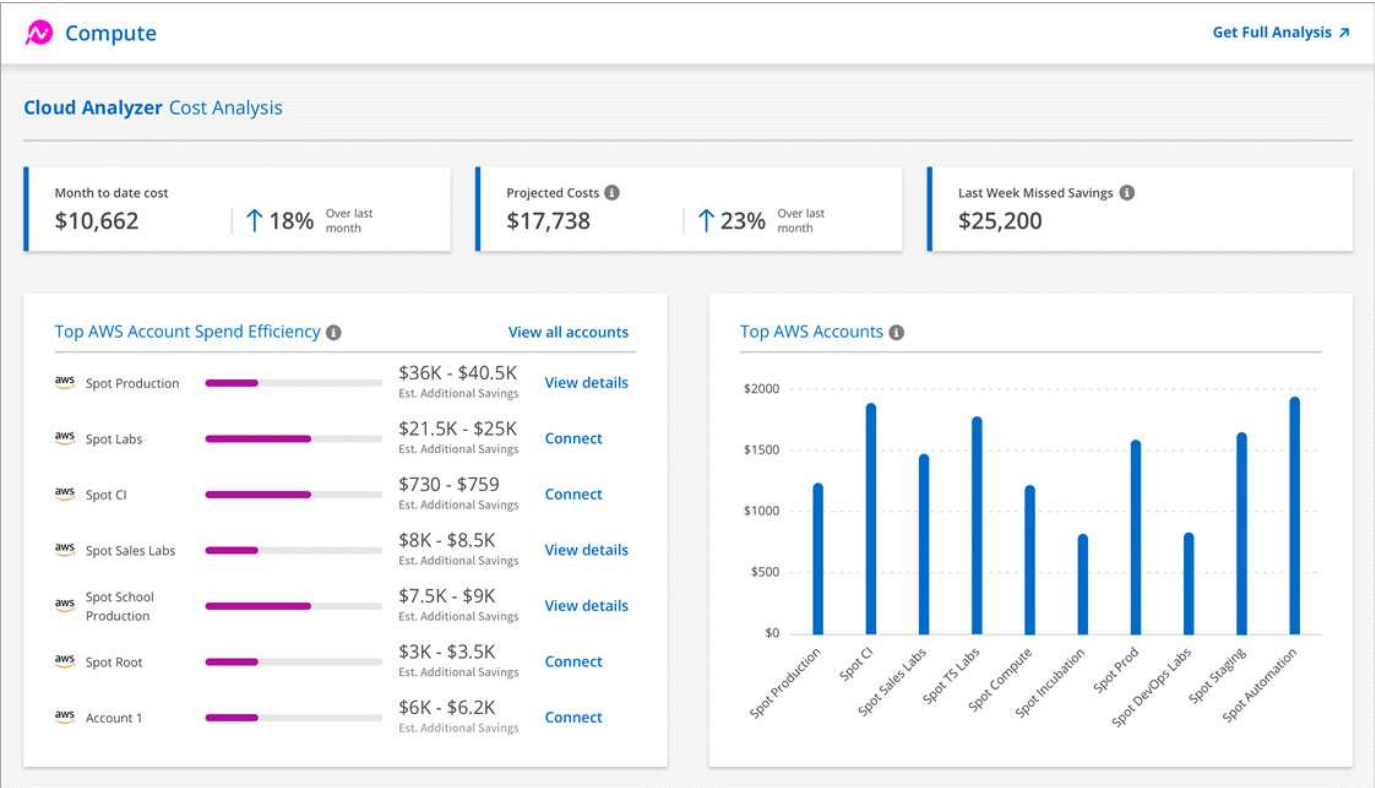 Compute
Get Full Analysis ↗
Cloud Analyzer Cost Analysis
Month to date cost
$10,662
↑ 18% Over last
month
Projected Costs
$17,738
↑ 23% Over last
month
Last Week Missed Savings
$25,200
Top AWS Account Spend Efficiency
View all accounts
aws Spot Production
$36K - $40.5K
Est. Additional Savings
View details
aws Spot Labs
$21.5K - $25K
Est. Additional Savings
Connect
aws Spot CI
$730 - $759
Est. Additional Savings
Connect
aws Spot Sales Labs
$8K - $8.5K
Est. Additional Savings
View details
aws Spot School
Production
$7.5K - $9K
Est. Additional Savings
View details
aws Spot Root
$3K - $3.5K
Est. Additional Savings
Connect
aws Account 1
$6K - $6.2K
Est. Additional Savings
Connect
Top AWS Accounts
$2000
$1500
$1000
$500
$0
Spot Production
Spot CI
Spot Sales Labs
Spot TS Labs
Spot Compute
Spot Incubation
Spot Prod
Spot DevOps Labs
Spot Staging
Spot Automation